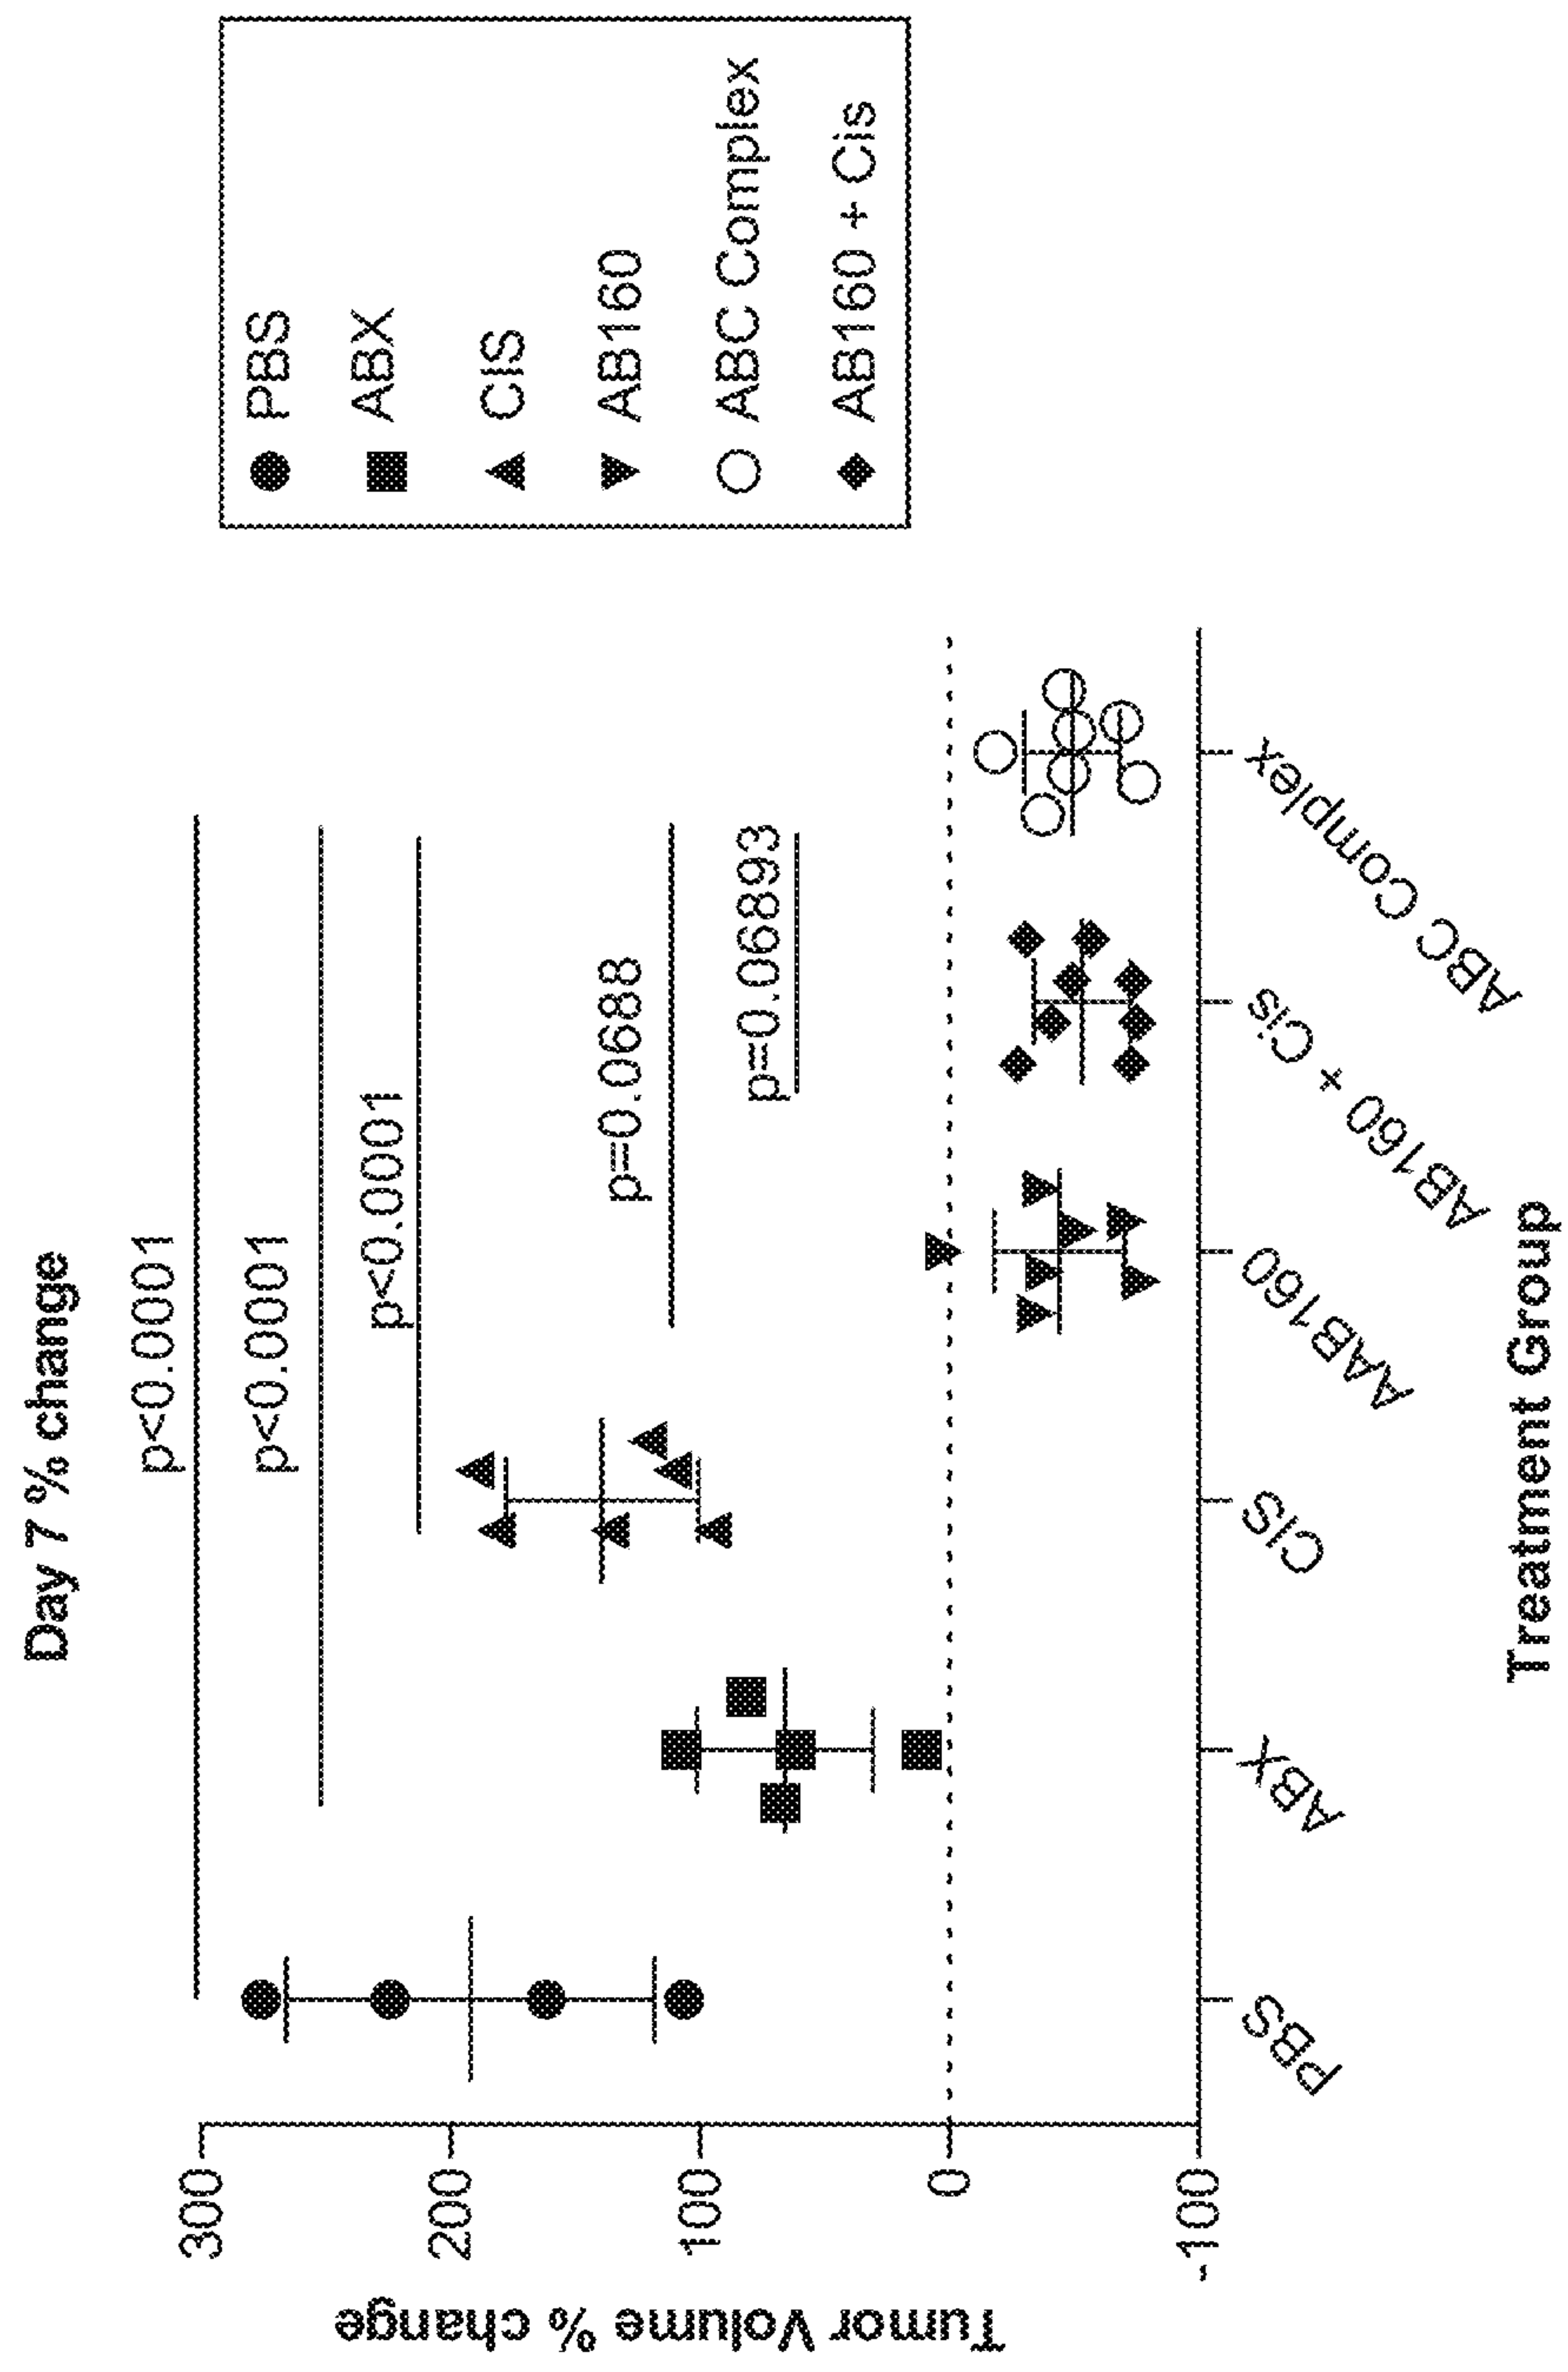 Day 7 % change
p<0.0001
p<0.0001
p<0.0001
p=0.0688
p=0.06893
300
200
100
0
-100
Tumor Volume % change
PBS
ABX
CIS
AAB160
AB160 + Cis
ABC Complex
Treatment Group
PBS
ABX
CIS
AB160
ABC Complex
AB160 + Cis